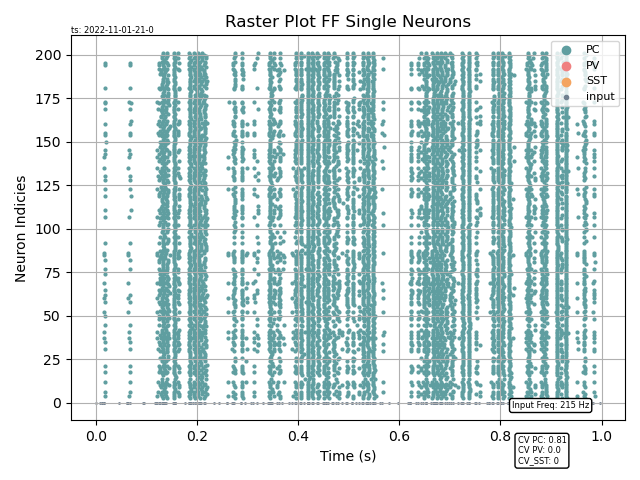 Raster Plot FF Single Neurons
ts: 2022-11-01-21-0
PC
PV
SST
input
200
175
150
125
100
75
50
25
0
Neuron Indicies
0.0 0.2 0.4 0.6 0.8 1.0
Time (s)
Input Freq: 215 Hz
CV PC: 0.81
CV PV: 0.0
CV_SST: 0